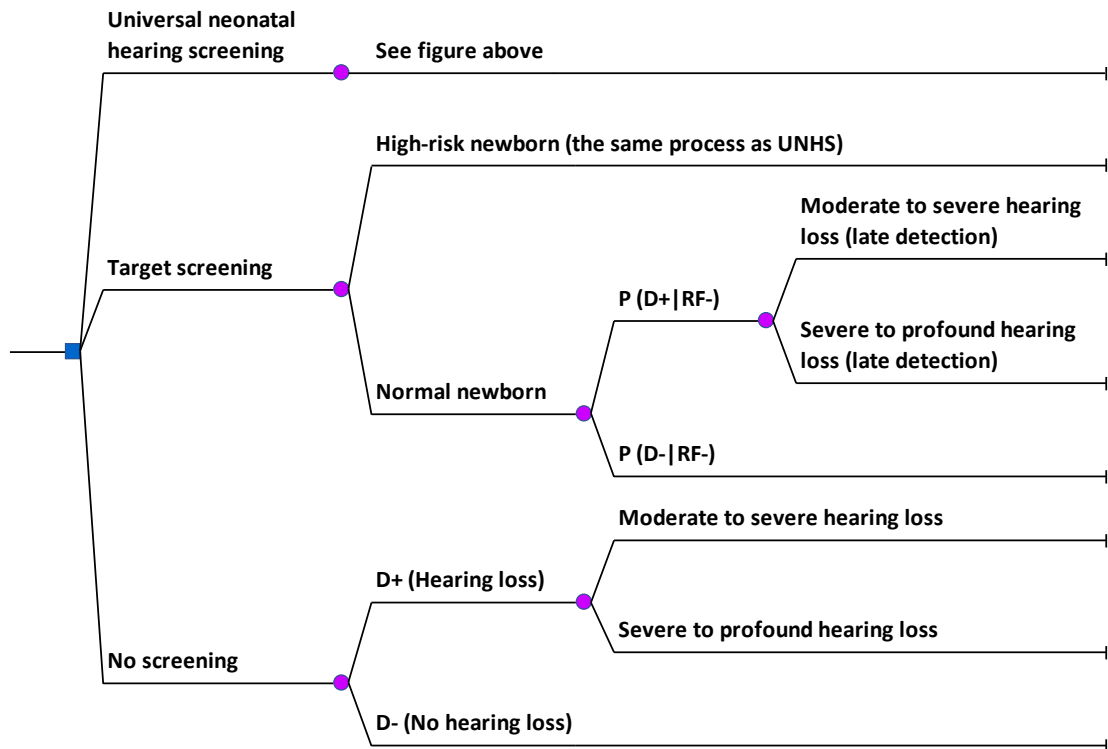 Universal neonatal
hearing screening
See figure above
High-risk newborn (the same process as UNHS)
Moderate to severe hearing
loss (late detection)
Target screening
P (D+|RF-)
Severe to profound hearing
loss (late detection)
Normal newborn
P (D-|RF-)
Moderate to severe hearing loss
D+ (Hearing loss)
Severe to profound hearing loss
No screening
D- (No hearing loss)